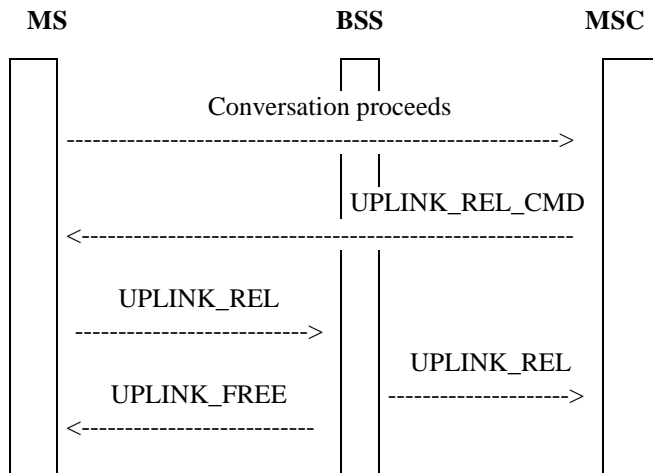 MS BSS MSC
Conversation proceeds
UPLINK_REL_CMD
UPLINK_REL
UPLINK_REL
UPLINK_FREE